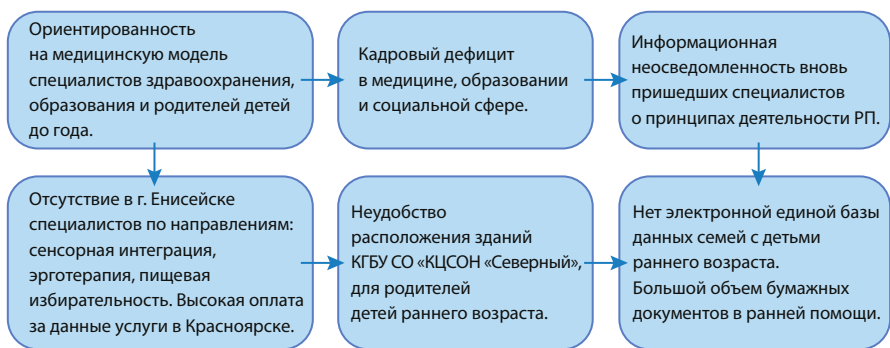 Ориентированность
на медицинскую модель
специалистов здравоохранения,
образования и родителей детей
до года.
Кадровый дефицит
в медицине, образовании
и социальной сфере.
Информационная
неосведомленность вновь
пришедших специалистов
о принципах деятельности РП.
Отсутствие в г. Енисейске
специалистов по направлениям:
сенсорная интеграция,
эрготерапия, пищевая
избирательность. Высокая оплата
за данные услуги в Красноярске.
Неудобство
расположения зданий
КГБУ СО «КЦСОН «Северный»,
для родителей
детей раннего возраста.
Нет электронной единой базы
данных семей с детьми
раннего возраста.
Большой объем бумажных
документов в ранней помощи.